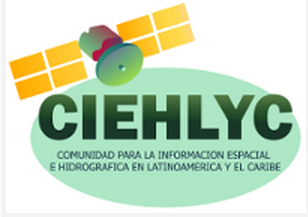 CIEHLYC
COMUNIDAD PARA LA INFORMACION ESPACIAL
E HIDROGRAFICA EN LATINOAMERICA Y EL CARIBE